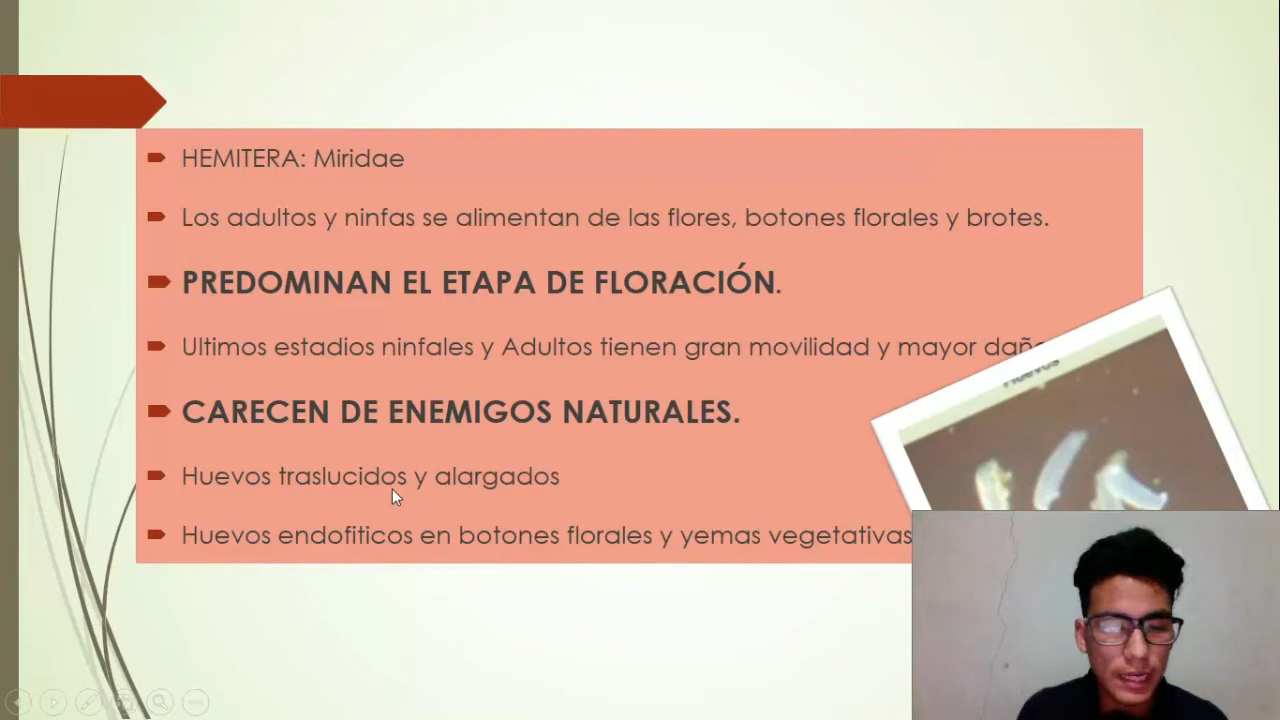 HEMITERA: Miridae
Los adultos y ninfas se alimentan de las flores, botones florales y brotes.
PREDOMINAN EL ETAPA DE FLORACIÓN.
Ultimos estadios ninfales y Adultos tienen gran movilidad y mayor
CARECEN DE ENEMIGOS NATURALES.
Huevos traslucidos y alargados
Huevos endofiticos en botones florales y yemas vegetativas